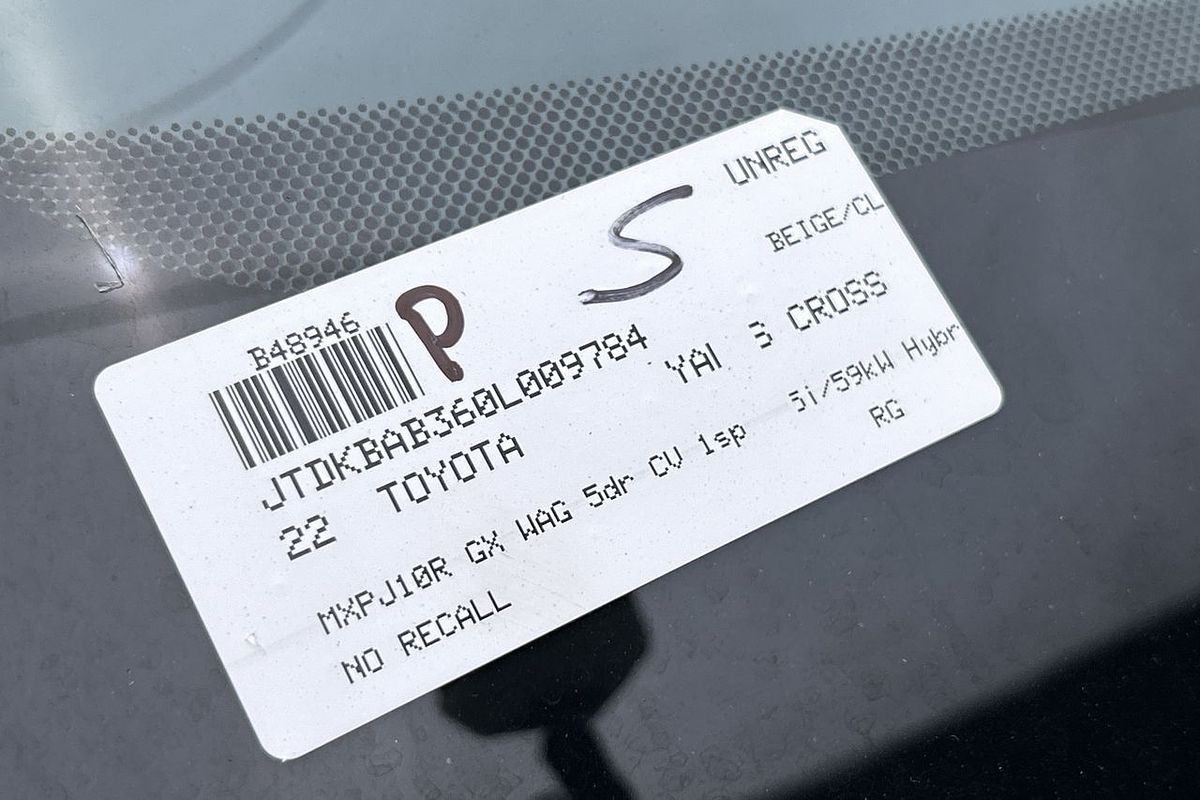 UNREG
P S
BEIGE/CL
B48946
JTDKBAB360L009784
22 TOYOTA YAI S CROSS
MXPJ10R GX WAG 5dr CV 1sp 5i/59kW Hybr
NO RECALL RG